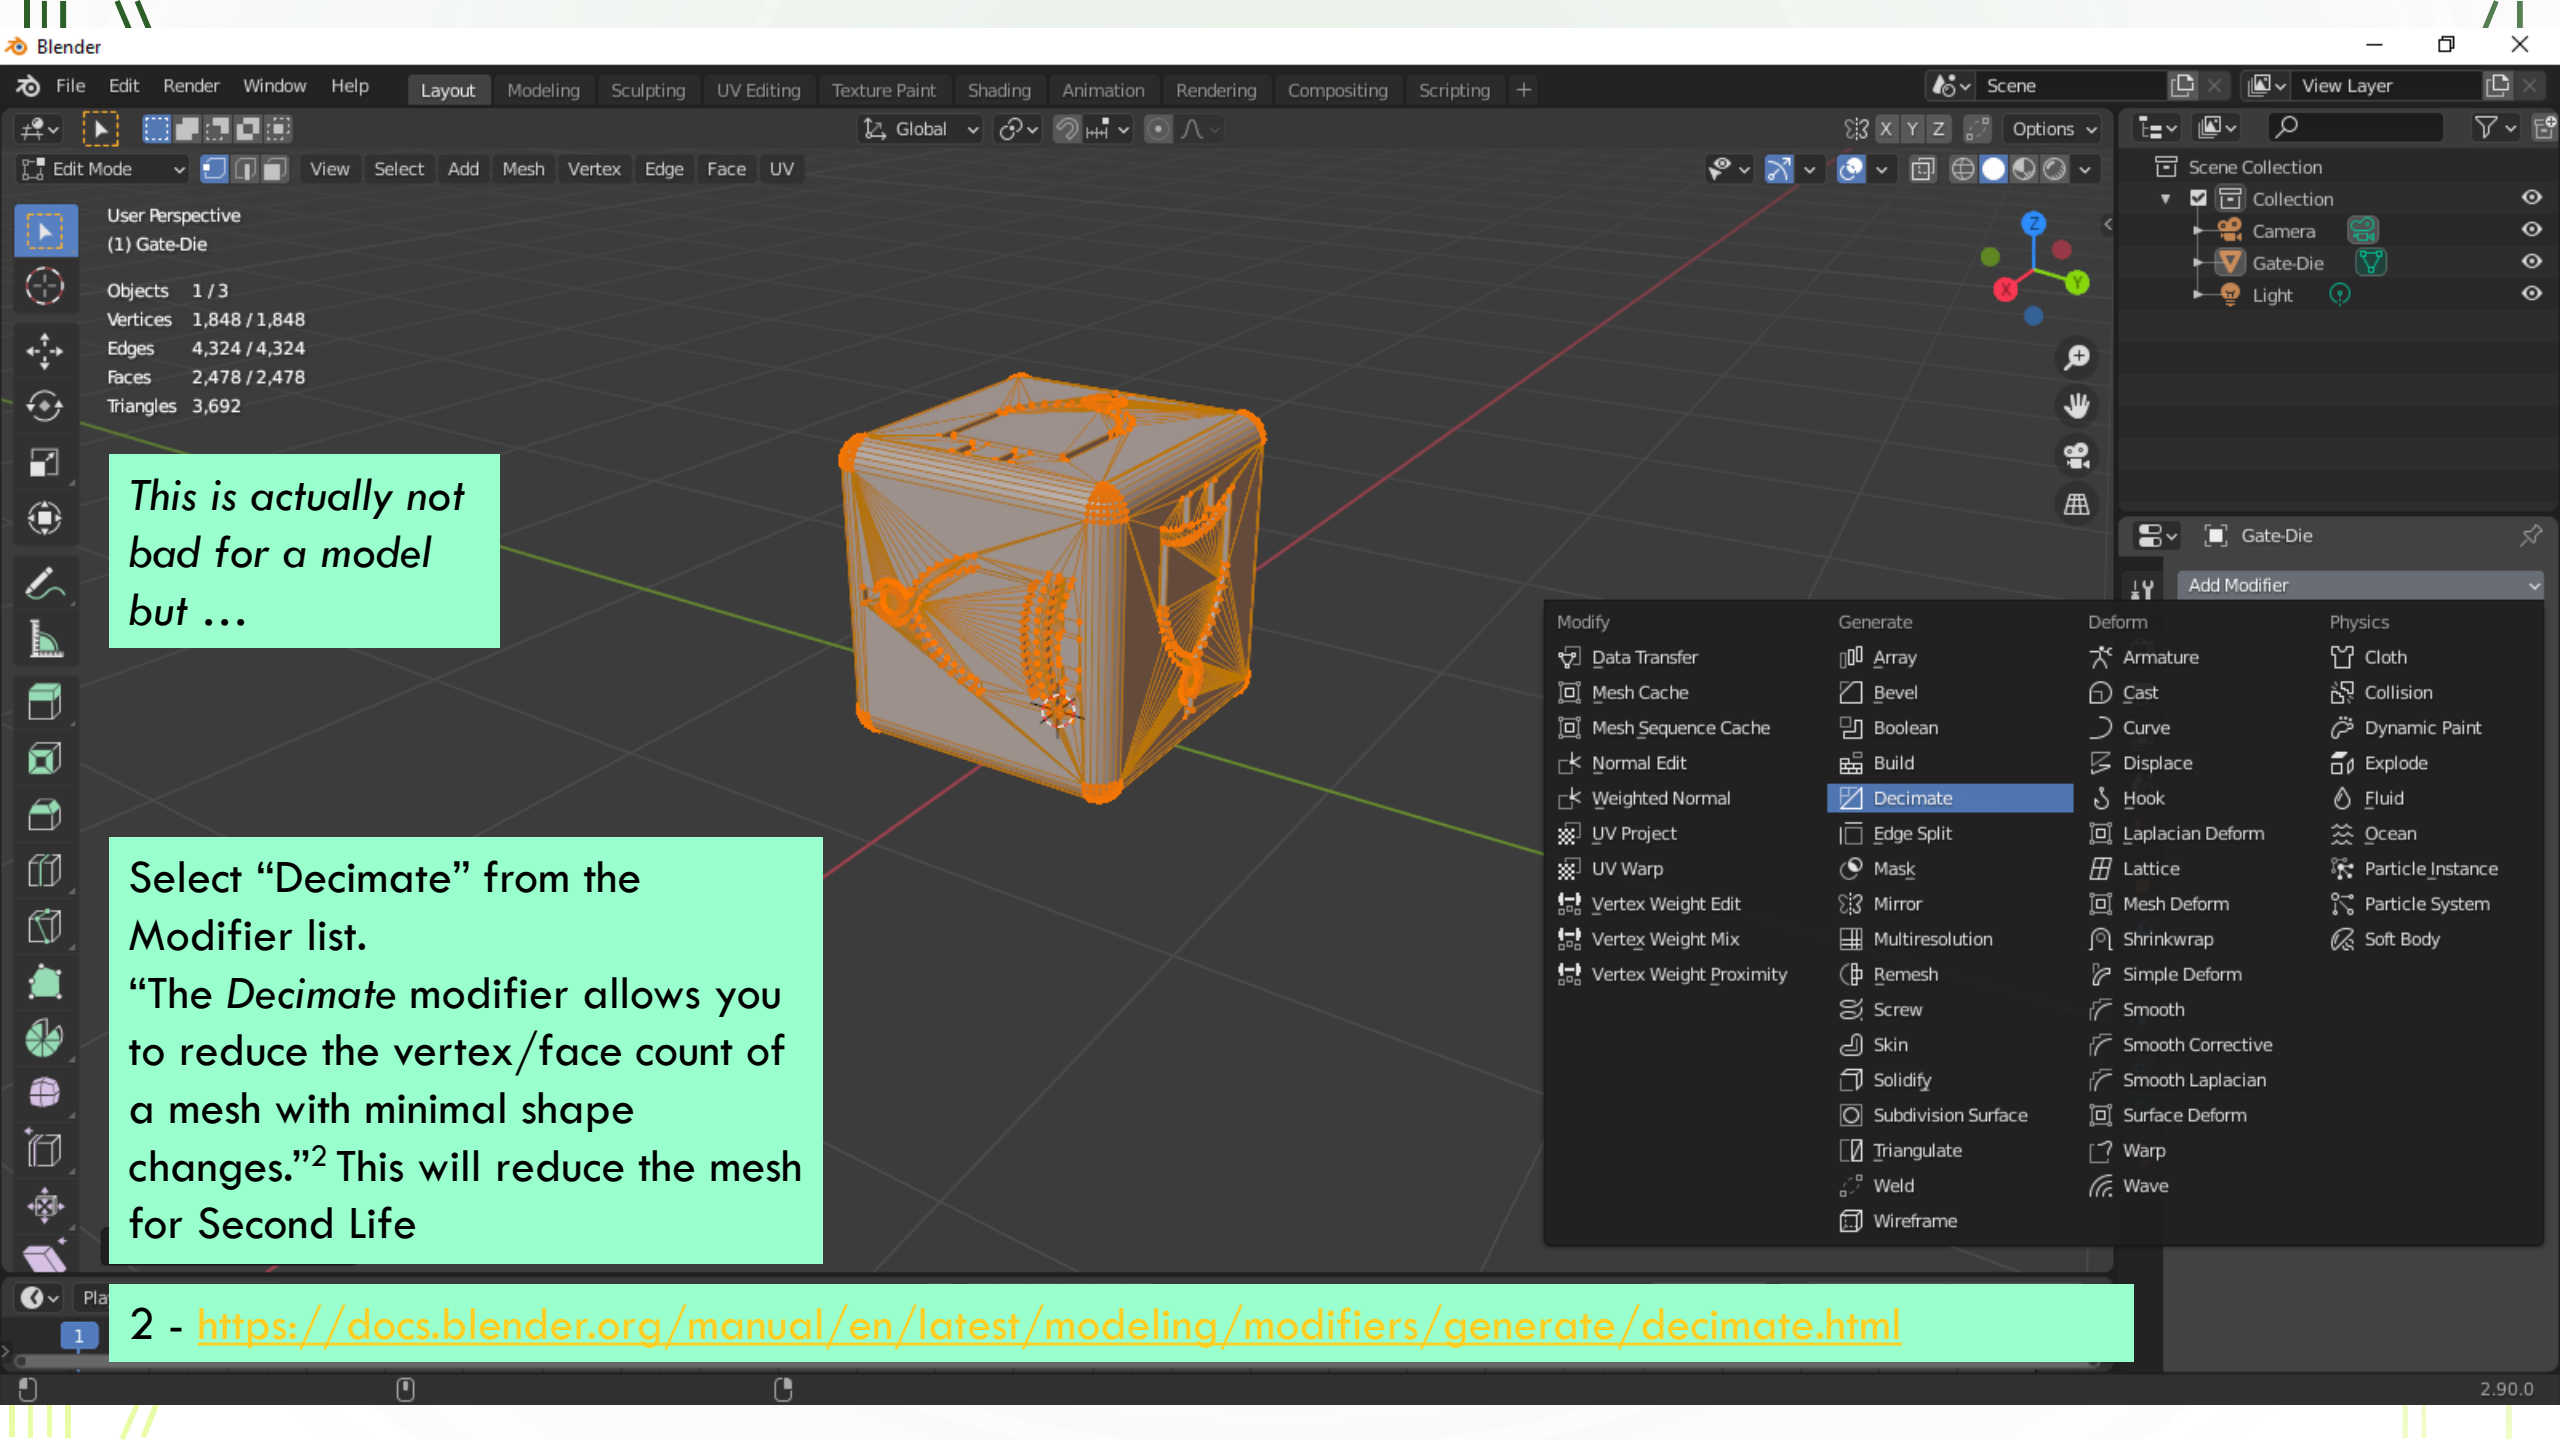 Blender
File Edit Render Window Help Layout Modeling Sculpting UV Editing Texture Paint Shading Animation Rendering Compositing Scripting + Scene View Layer
Global X Y Z Options
Edit Mode View Select Add Mesh Vertex Edge Face UV
User Perspective
(1) Gate-Die
Objects 1 / 3
Vertices 1,848 / 1,848
Edges 4,324 / 4,324
Faces 2,478 / 2,478
Triangles 3,692
Z
Y
X
Scene Collection
Collection
Camera
Gate-Die
Light
This is actually not
bad for a model
but …
Gate-Die
Add Modifier
Modify
Data Transfer
Mesh Cache
Mesh Sequence Cache
Normal Edit
Weighted Normal
UV Project
UV Warp
Vertex Weight Edit
Vertex Weight Mix
Vertex Weight Proximity
Generate
Array
Bevel
Boolean
Build
Decimate
Edge Split
Mask
Mirror
Multiresolution
Remesh
Screw
Skin
Solidify
Subdivision Surface
Triangulate
Weld
Wireframe
Deform
Armature
Cast
Curve
Displace
Hook
Laplacian Deform
Lattice
Mesh Deform
Shrinkwrap
Simple Deform
Smooth
Smooth Corrective
Smooth Laplacian
Surface Deform
Warp
Wave
Physics
Cloth
Collision
Dynamic Paint
Explode
Fluid
Ocean
Particle Instance
Particle System
Soft Body
Select “Decimate” from the
Modifier list.
“The Decimate modifier allows you
to reduce the vertex/face count of
a mesh with minimal shape
changes.”2 This will reduce the mesh
for Second Life
Pla
1
2 - https://docs.blender.org/manual/en/latest/modeling/modifiers/generate/decimate.html
2.90.0